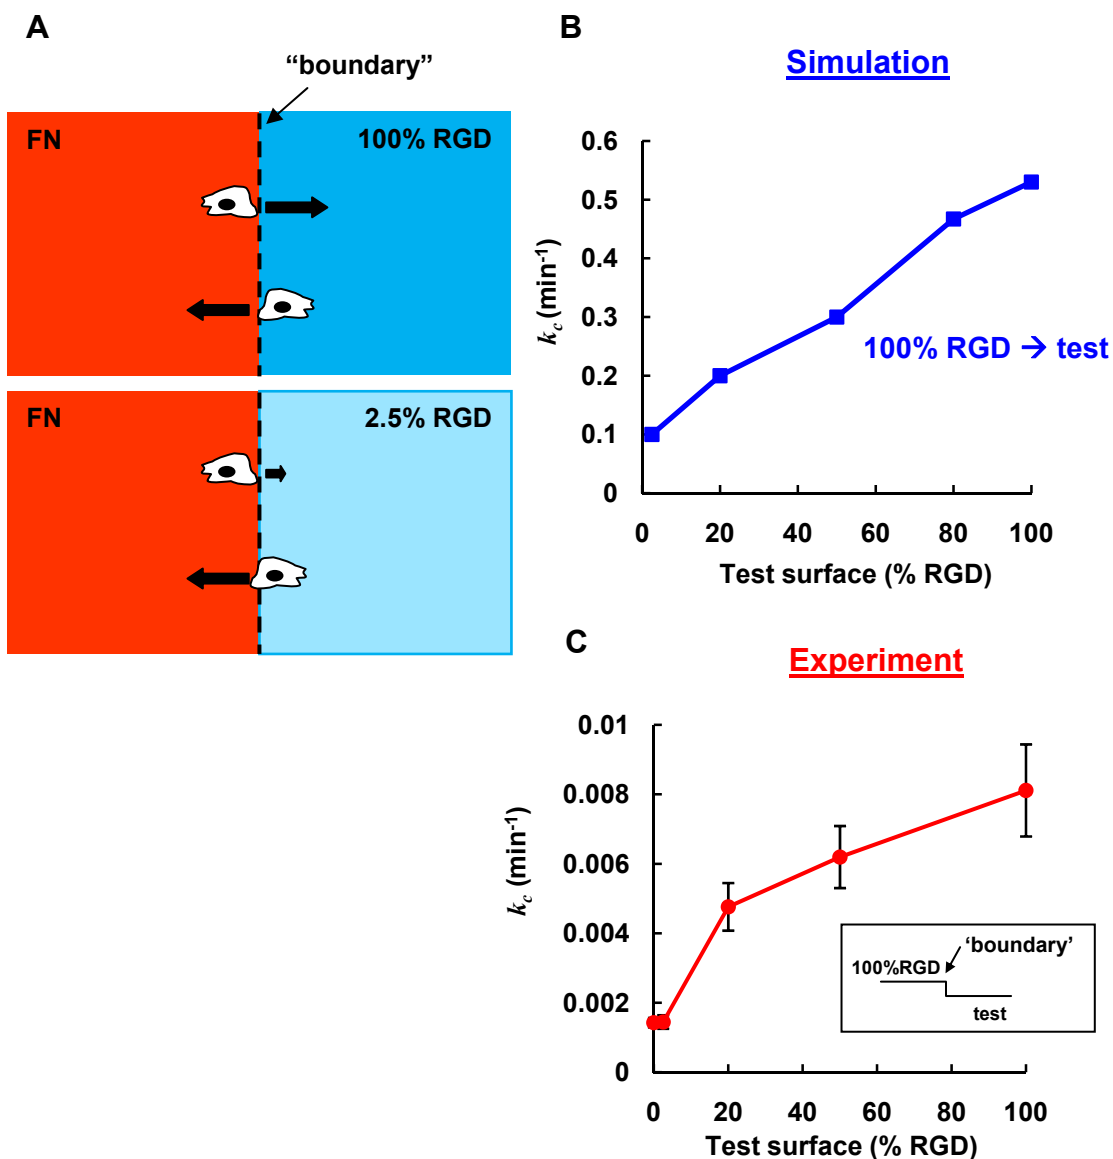 A
“boundary”
FN
100% RGD
FN
2.5% RGD
B
Simulation
0.6
0.5
0.4
0.3
0.2
0.1
0
k_c (min⁻¹)
100% RGD → test
0 20 40 60 80 100
Test surface (% RGD)
C
Experiment
0.01
0.008
0.006
0.004
0.002
0
k_c (min⁻¹)
‘boundary’
100%RGD
test
0 20 40 60 80 100
Test surface (% RGD)